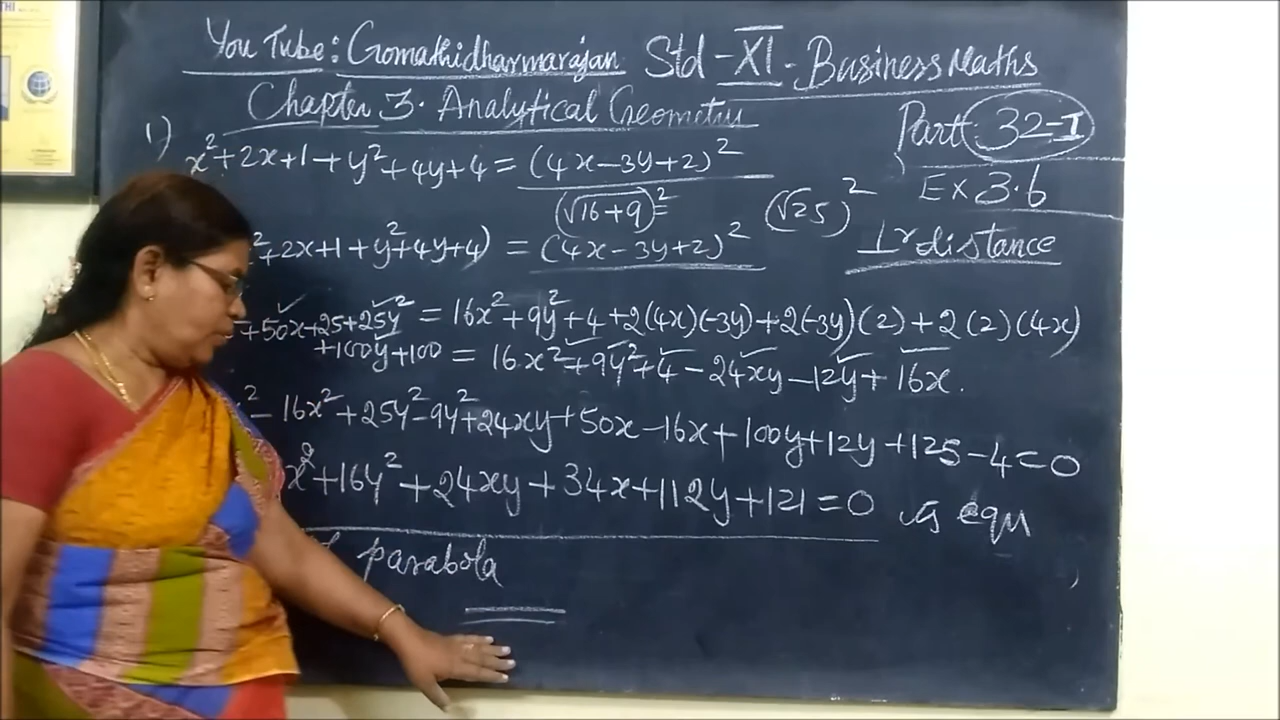 You Tube: Gomathidharmarajan Std - XI - Business Maths
Chapter 3. Analytical Geometry
Part 32-I
Ex 3.6
⊥r distance
1) x²+2x+1+y²+4y+4 = (4x-3y+2)²
(√16+9)²
(√25)²
²+2x+1+y²+4y+4) = (4x-3y+2)²
+50x+25+25y² = 16x²+9y²+4+2(4x)(-3y)+2(-3y)(2)+2(2)(4x)
+100y+100 = 16x²+9y²+4-24xy-12y+16x.
²-16x²+25y²-9y²+24xy+50x-16x+100y+12y+125-4=0
x²+16y²+24xy+34x+112y+121=0 is equ
parabola